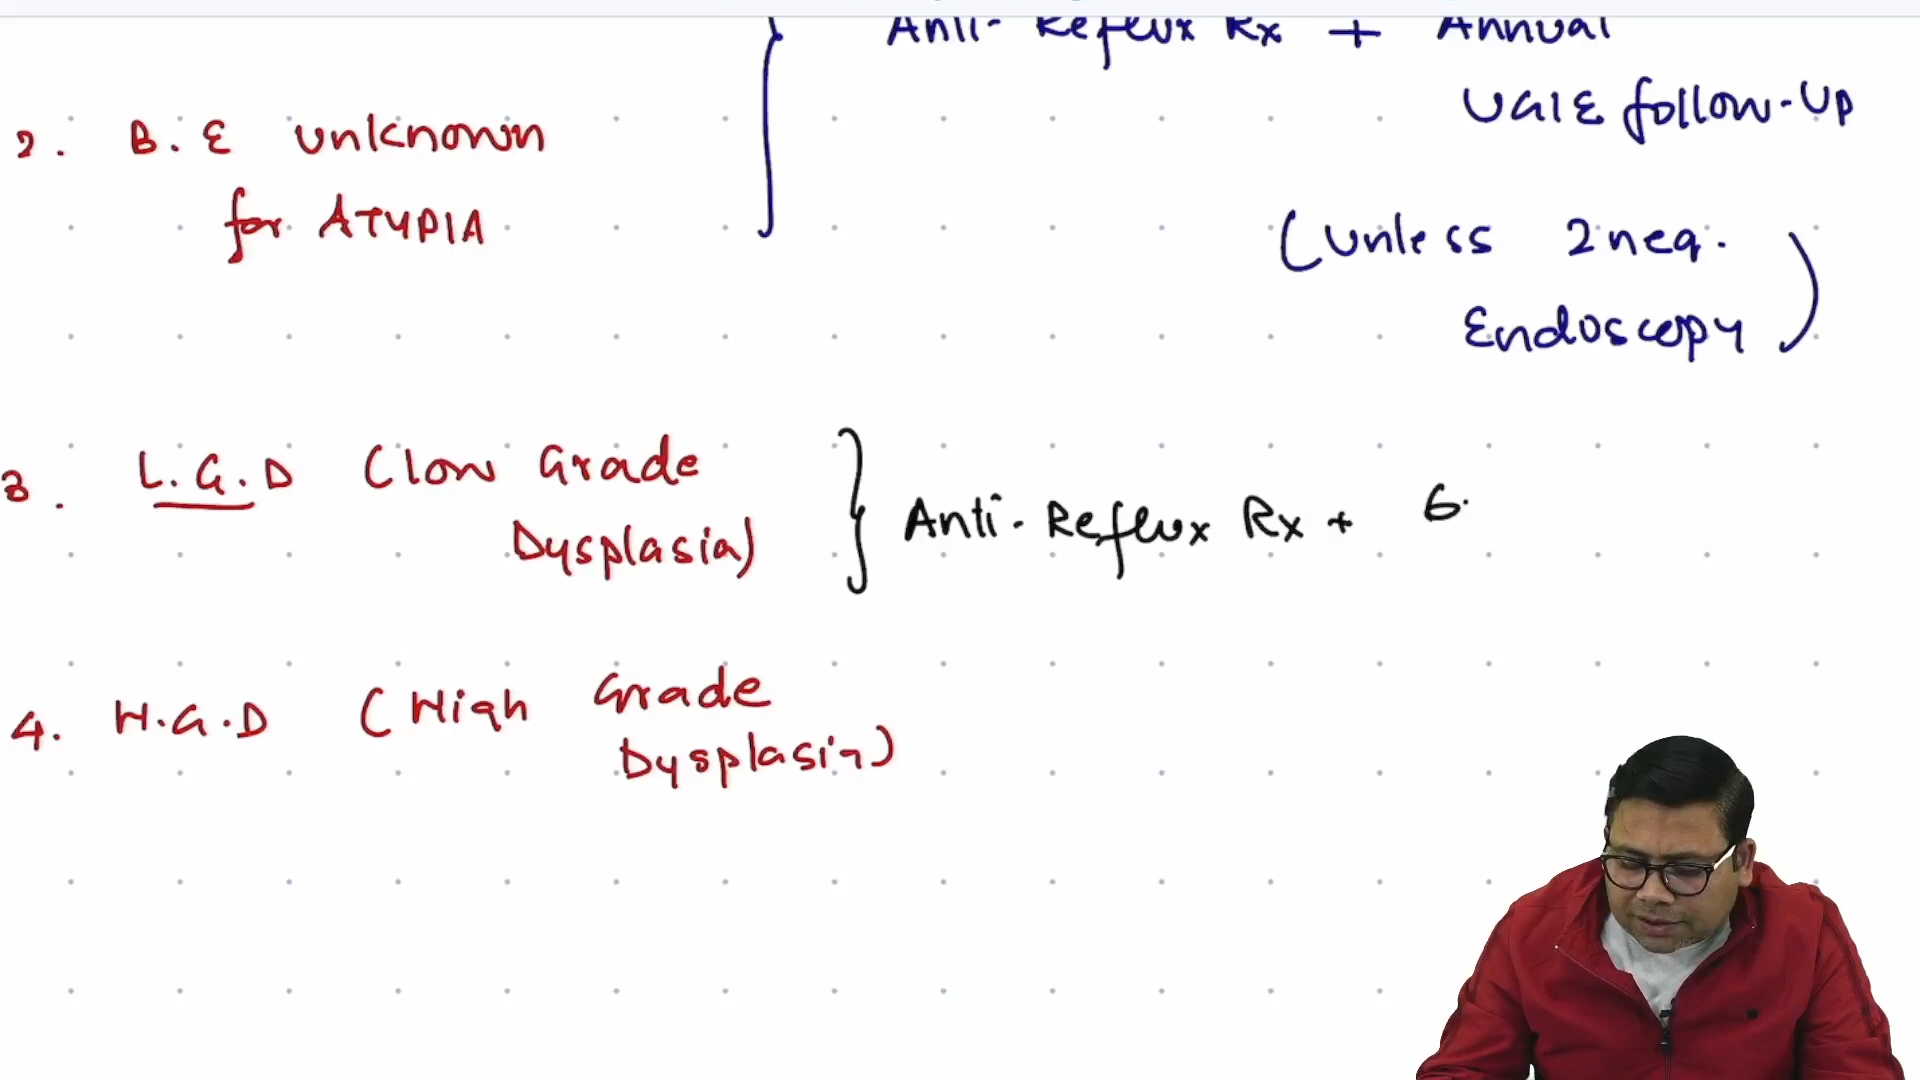 Anti- Reflux Rx + Annual
UGIE follow-up
2. B.E unknown
for ATYPIA
(unless 2 neg.
Endoscopy)
3. L.G.D (low Grade
Dysplasia)
Anti-Reflux Rx + 6
4. H.G.D (High Grade
Dysplasia)